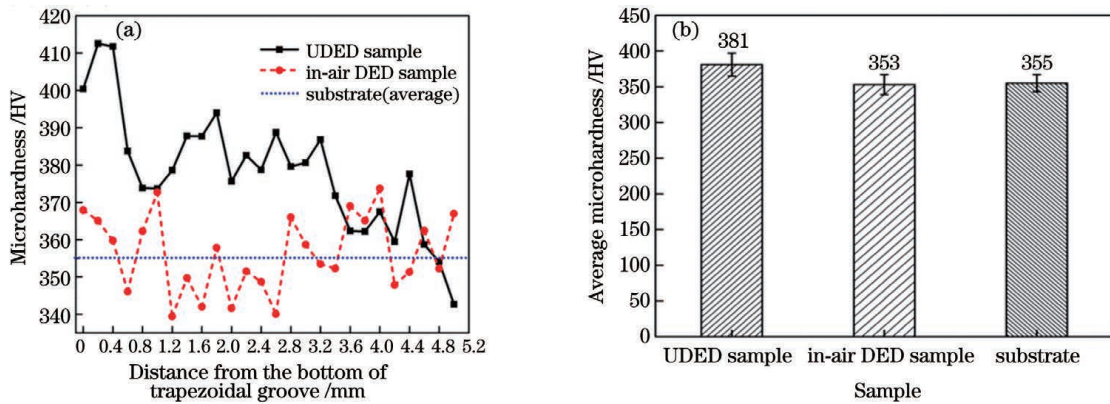 (a)
UDED sample
in-air DED sample
substrate(average)
Microhardness /HV
420
410
400
390
380
370
360
350
340
0 0.4 0.6 1.2 1.6 2.0 2.4 2.8 3.2 3.6 4.0 4.4 4.8 5.2
Distance from the bottom of
trapezoidal groove /mm
(b)
Average microhardness /HV
450
400
350
300
250
200
150
100
50
0
381
353
355
UDED sample in-air DED sample substrate
Sample